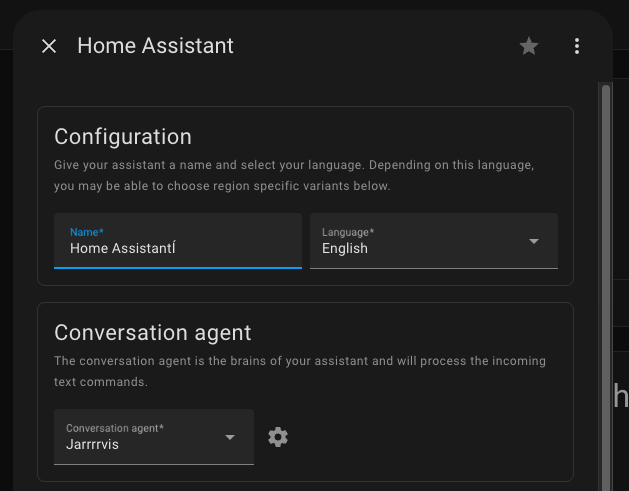 Home Assistant
Configuration
Give your assistant a name and select your language. Depending on this language,
you may be able to choose region specific variants below.
Name*
Home AssistantÍ
Language*
English
Conversation agent
The conversation agent is the brains of your assistant and will process the incoming
text commands.
Conversation agent*
Jarrrrvis
h